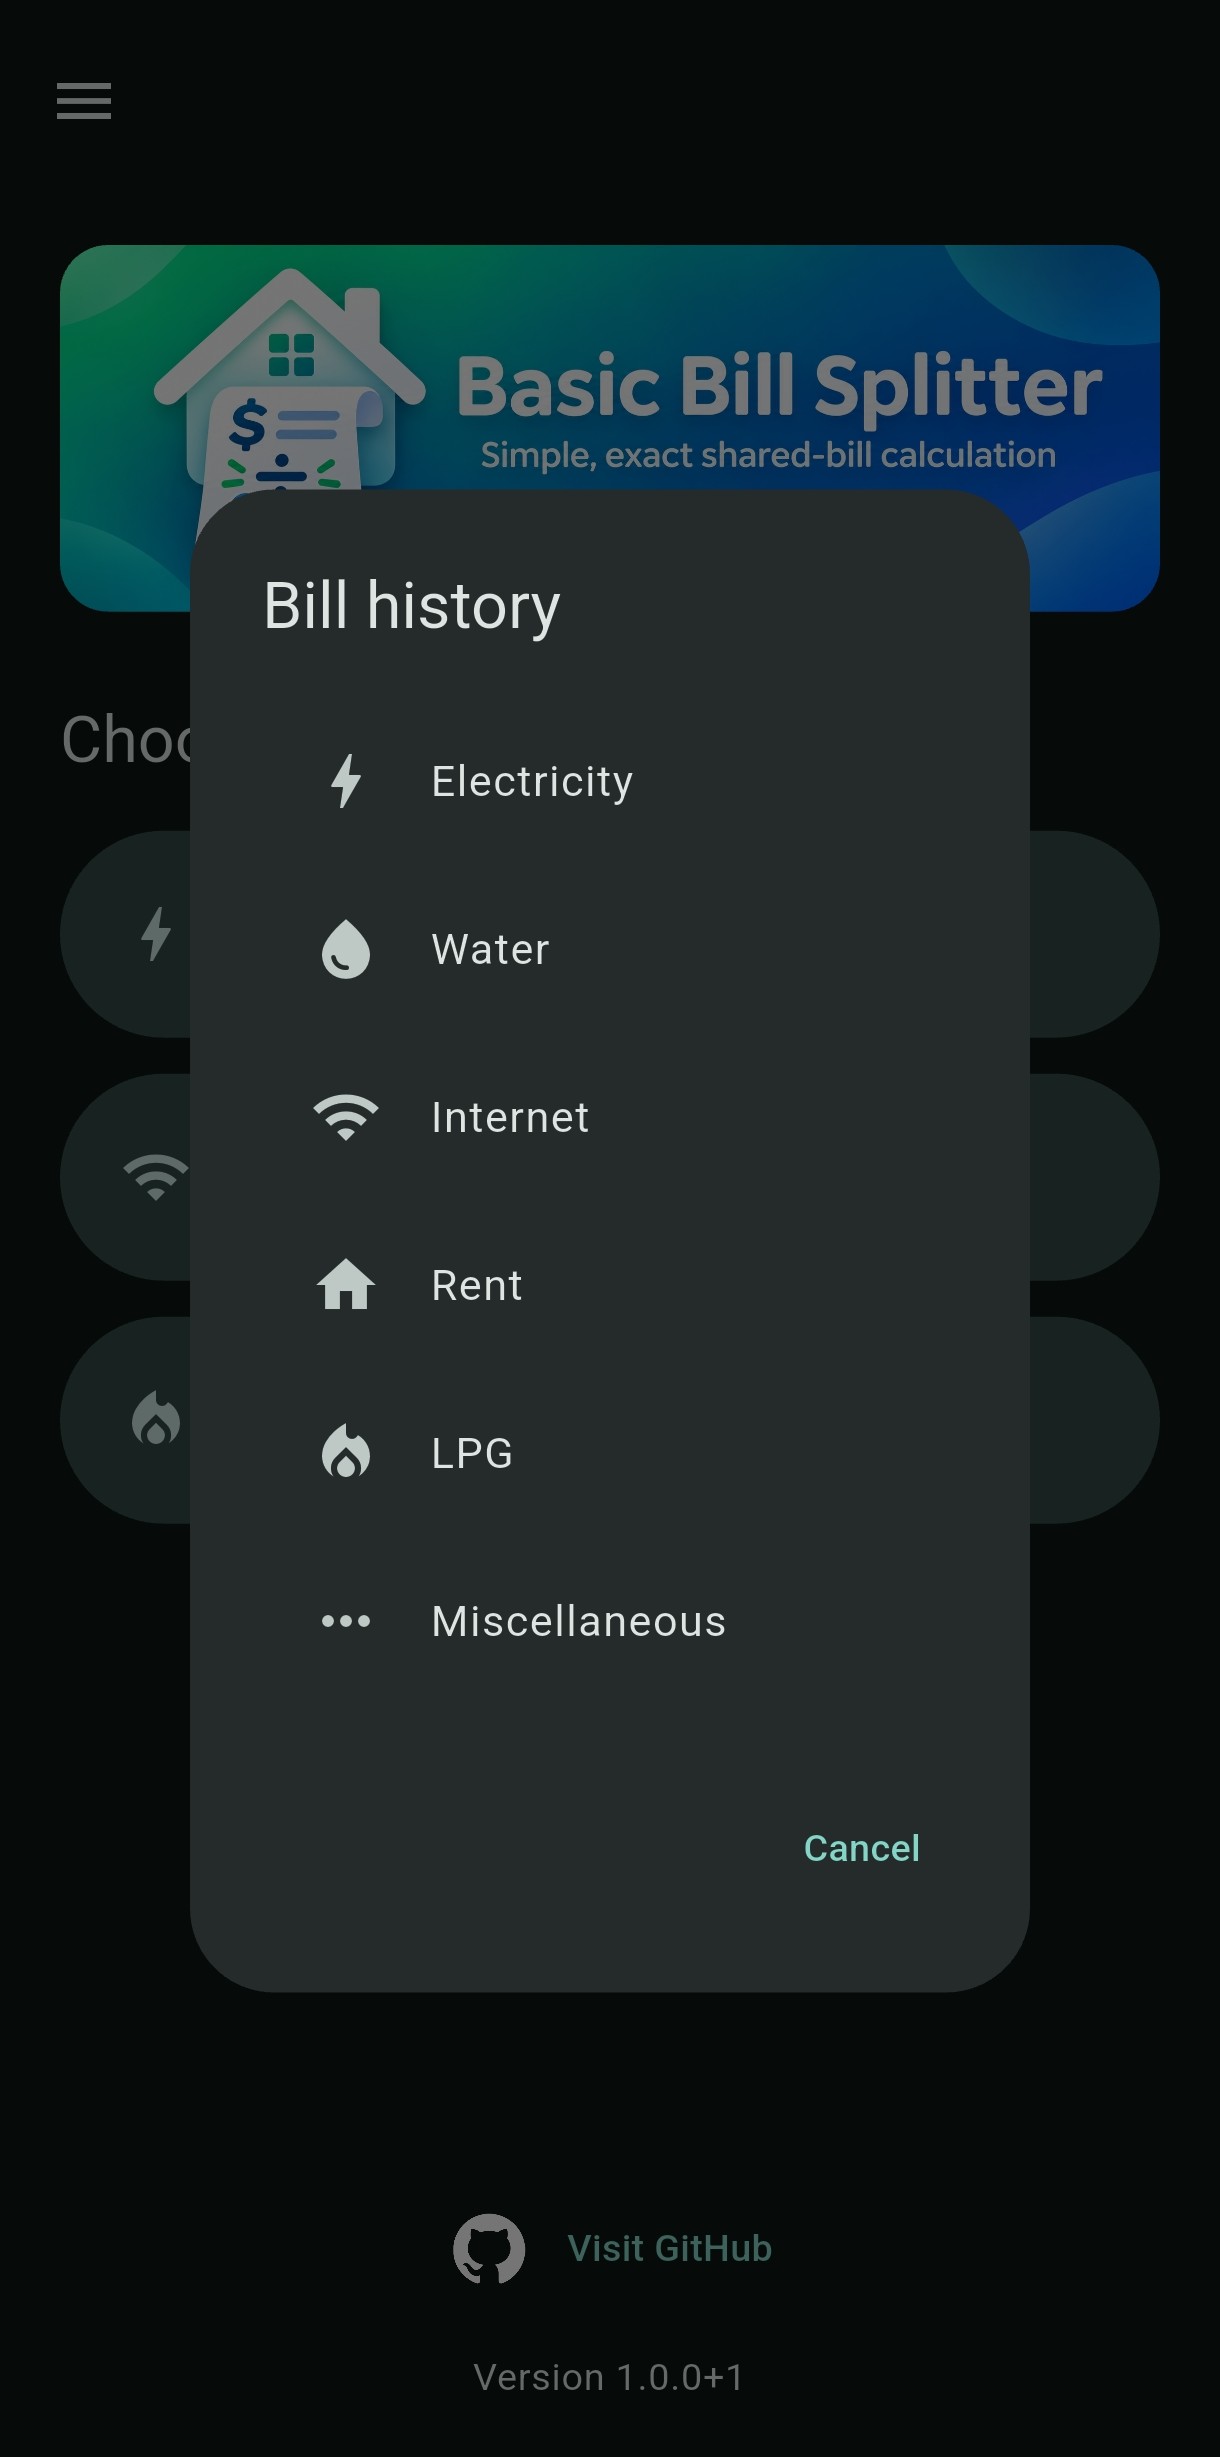 Basic Bill Splitter
Simple, exact shared-bill calculation
$
Bill history
Electricity
Water
Internet
Rent
LPG
Miscellaneous
Cancel
Visit GitHub
Version 1.0.0+1